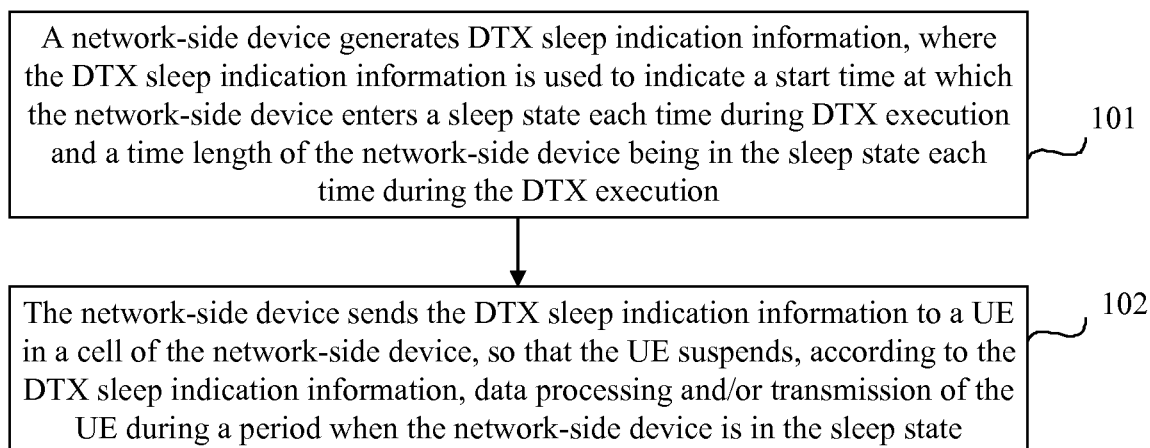 A network-side device generates DTX sleep indication information, where
the DTX sleep indication information is used to indicate a start time at which
the network-side device enters a sleep state each time during DTX execution
and a time length of the network-side device being in the sleep state each
time during the DTX execution
101
The network-side device sends the DTX sleep indication information to a UE
in a cell of the network-side device, so that the UE suspends, according to the
DTX sleep indication information, data processing and/or transmission of the
UE during a period when the network-side device is in the sleep state
102